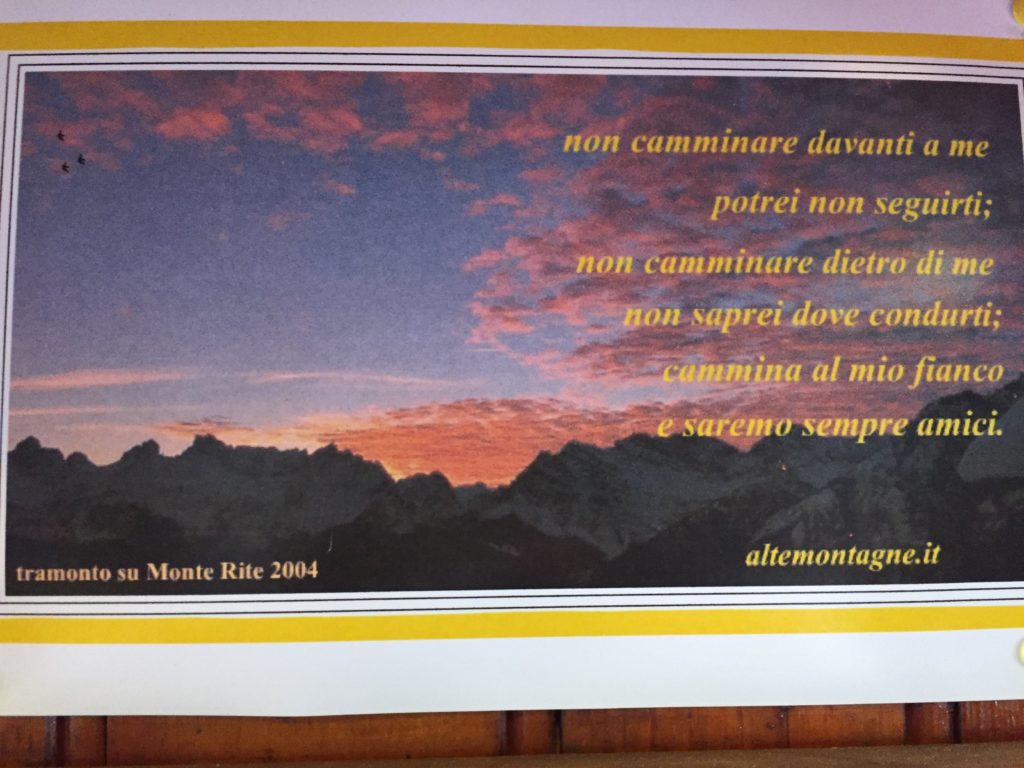 non camminare davanti a me
potrei non seguirti;
non camminare dietro di me
non saprei dove condurti;
cammina al mio fianco
e saremo sempre amici.
altemontagne.it
tramonto su Monte Rite 2004